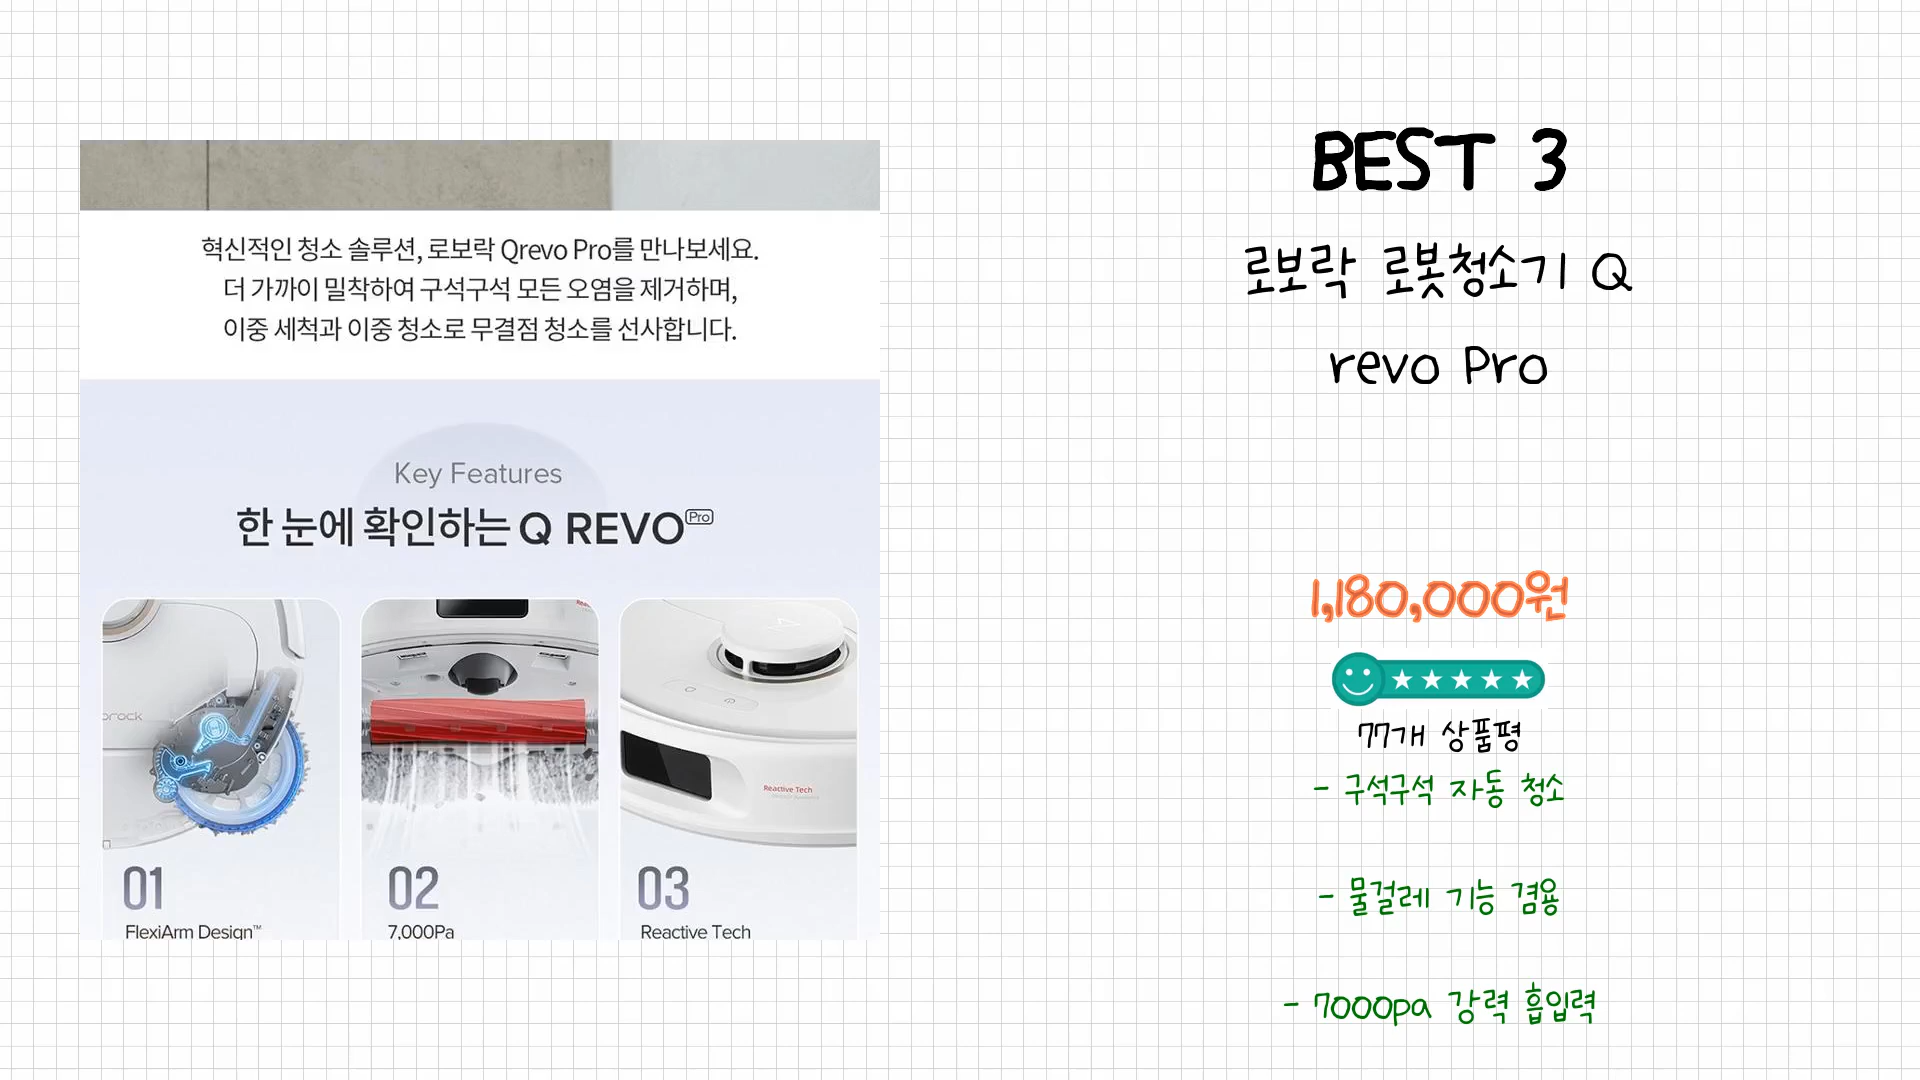 혁신적인 청소 솔루션, 로보락 Qrevo Pro를 만나보세요.
더 가까이 밀착하여 구석구석 모든 오염을 제거하며,
이중 세척과 이중 청소로 무결점 청소를 선사합니다.
Key Features
한 눈에 확인하는 Q REVO Pro
orock
Reactive Tech
01
FlexiArm Design™
02
7,000Pa
03
Reactive Tech
BEST 3
로보락 로봇청소기 Q
revo Pro
1,180,000원
77개 상품평
- 구석구석 자동 청소
- 물걸레 기능 겸용
- 7000pa 강력 흡입력